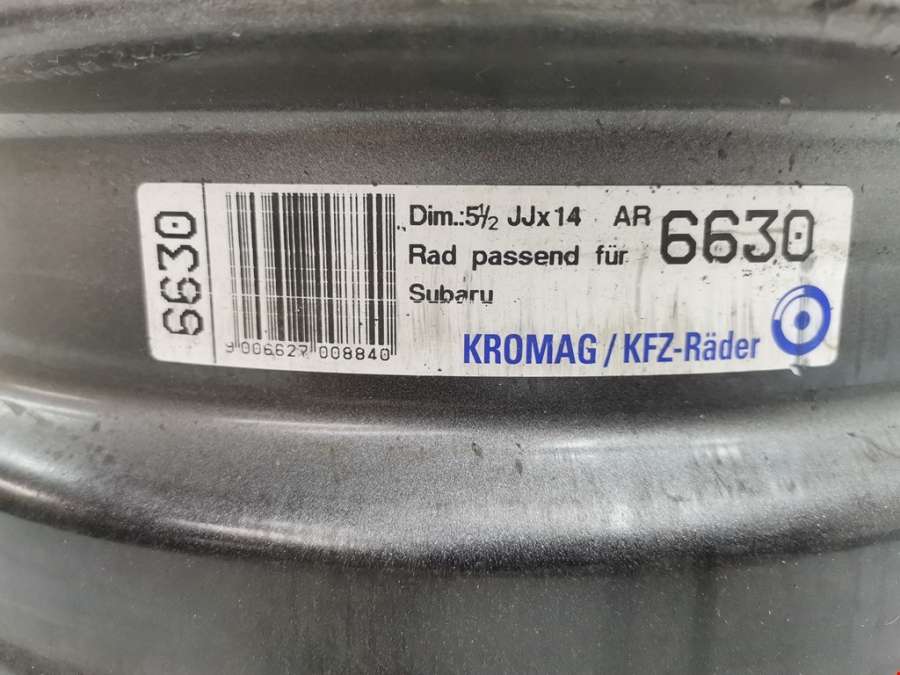 6630
9 006627 008840
Dim.:5½ JJx14 AR 6630
Rad passend für
Subaru
KROMAG / KFZ-Räder